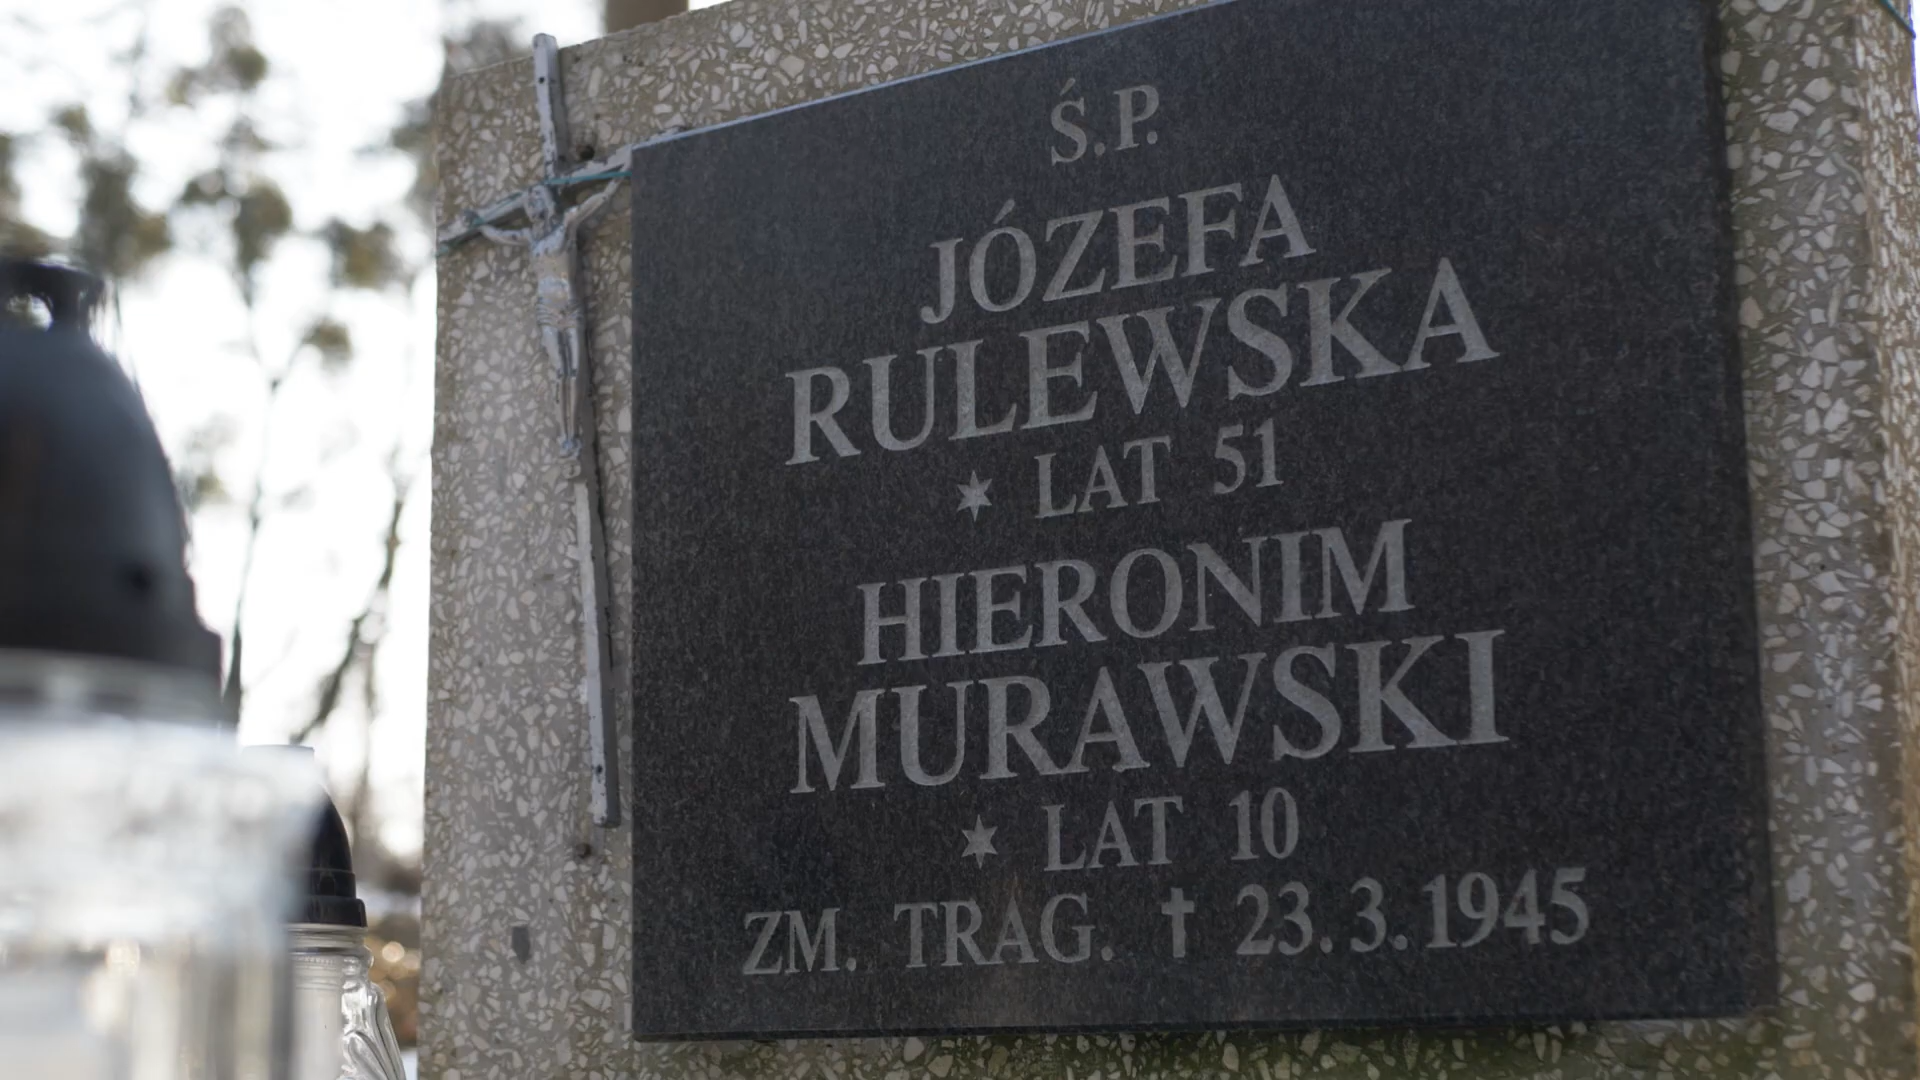 Ś.P.
JÓZEFA
RULEWSKA
✶ LAT 51
HIERONIM
MURAWSKI
✶ LAT 10
ZM. TRAG. ✝ 23.3.1945